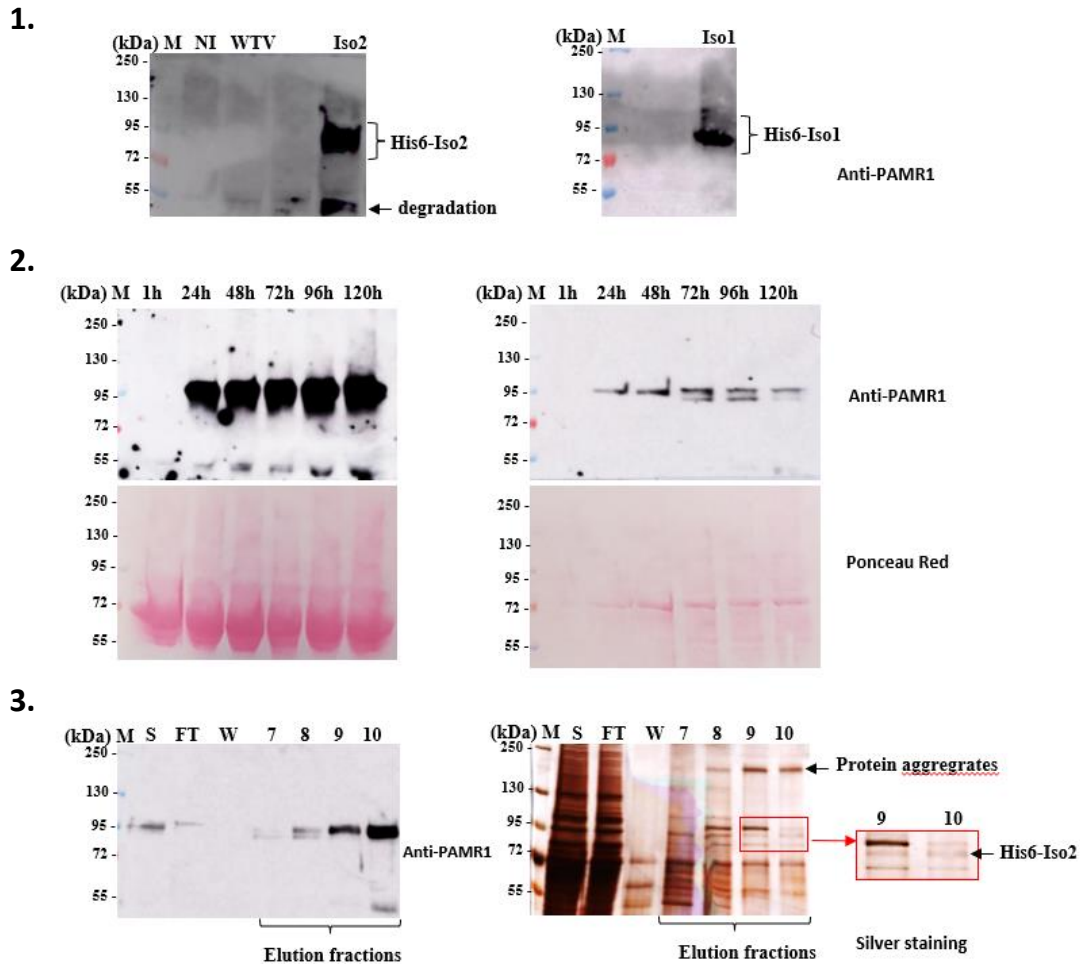 1.
(kDa) M NI WTV Iso2
250 -
130 -
95 -
72 -
55 -
His6-Iso2
degradation
(kDa) M Iso1
250 -
130 -
95 -
72 -
55 -
His6-Iso1
Anti-PAMR1
2.
(kDa) M 1h 24h 48h 72h 96h 120h
250 -
130 -
95 -
72 -
55 -
250 -
130 -
95 -
72 -
55 -
(kDa) M 1h 24h 48h 72h 96h 120h
250 -
130 -
95 -
72 -
55 -
Anti-PAMR1
250 -
130 -
95 -
72 -
55 -
Ponceau Red
3.
(kDa) M S FT W 7 8 9 10
250 -
130 -
95 -
72 -
55 -
Anti-PAMR1
Elution fractions
(kDa) M S FT W 7 8 9 10
250 -
130 -
95 -
72 -
55 -
Protein aggregrates
9 10
His6-Iso2
Elution fractions
Silver staining